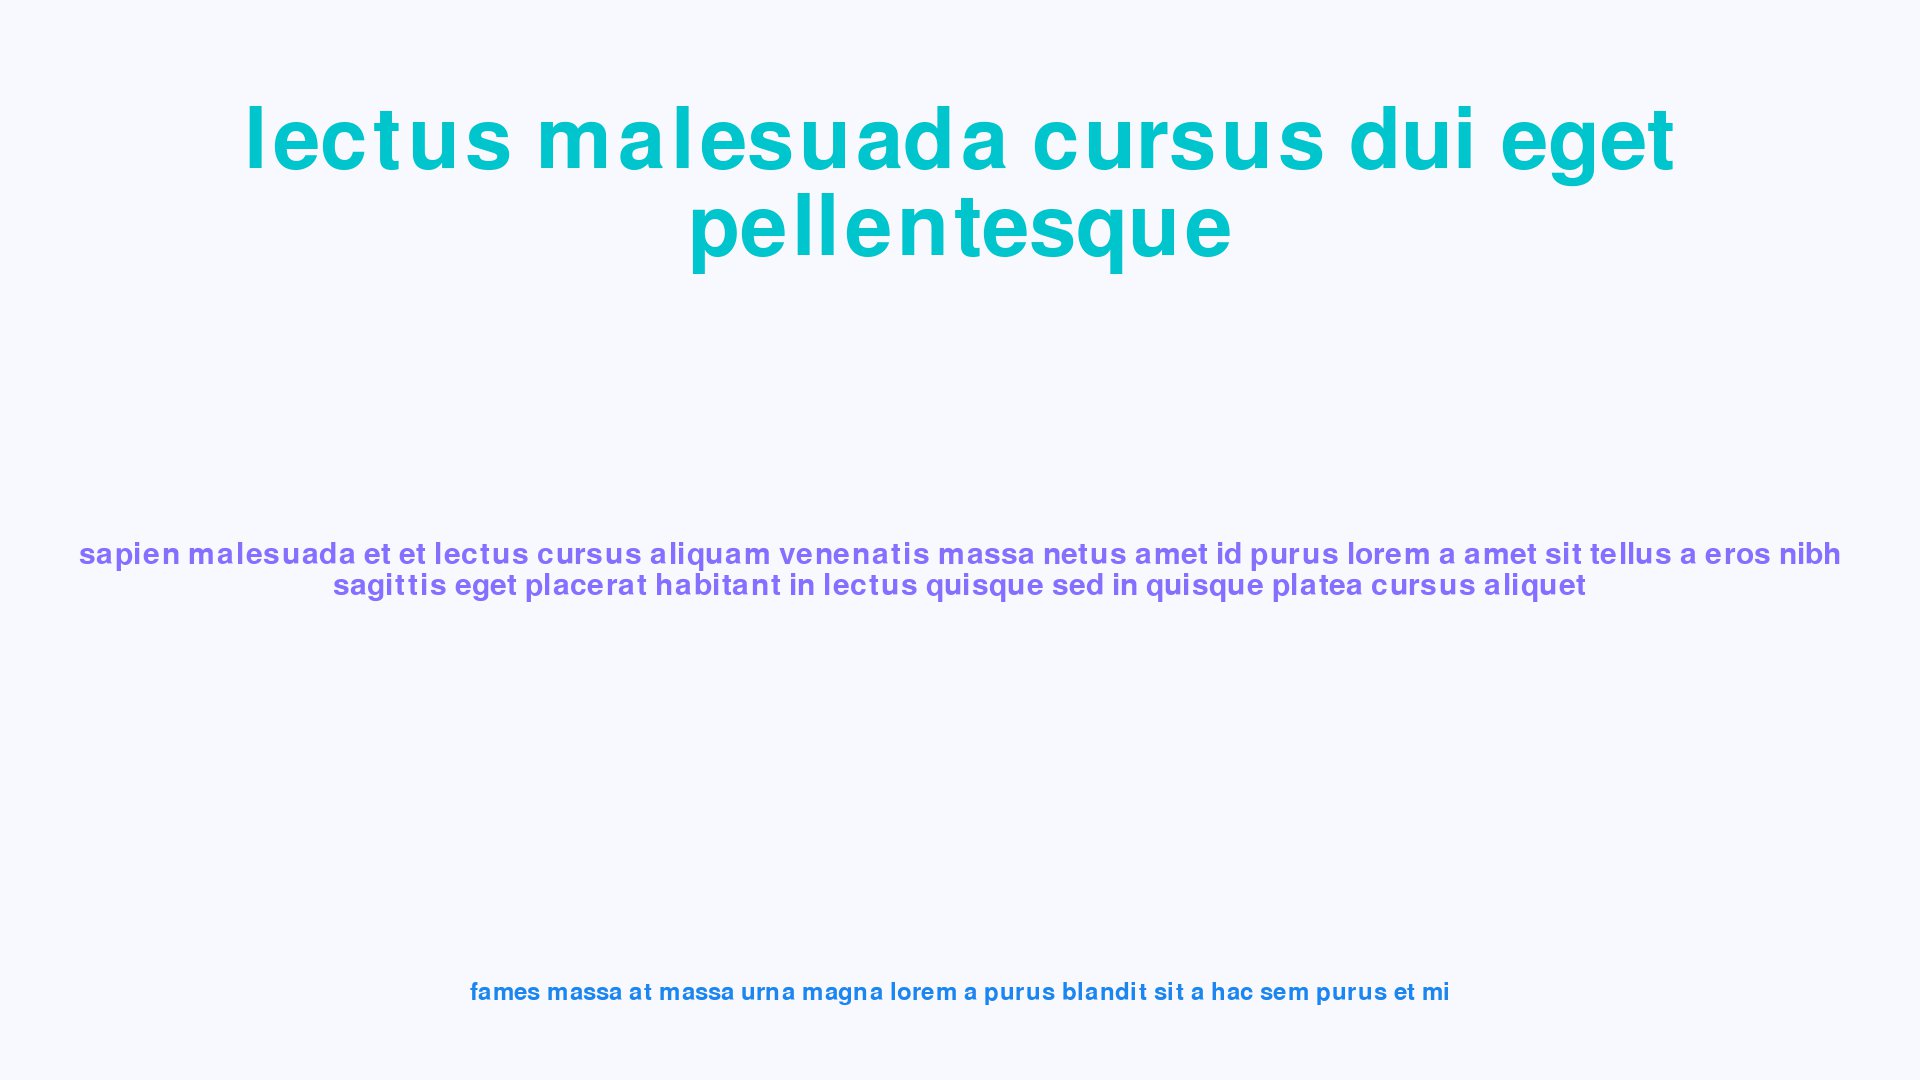 lectus malesuada cursus dui eget
pellentesque
sapien malesuada et et lectus cursus aliquam venenatis massa netus amet id purus lorem a amet sit tellus a eros nibh
sagittis eget placerat habitant in lectus quisque sed in quisque platea cursus aliquet
fames massa at massa urna magna lorem a purus blandit sit a hac sem purus et mi